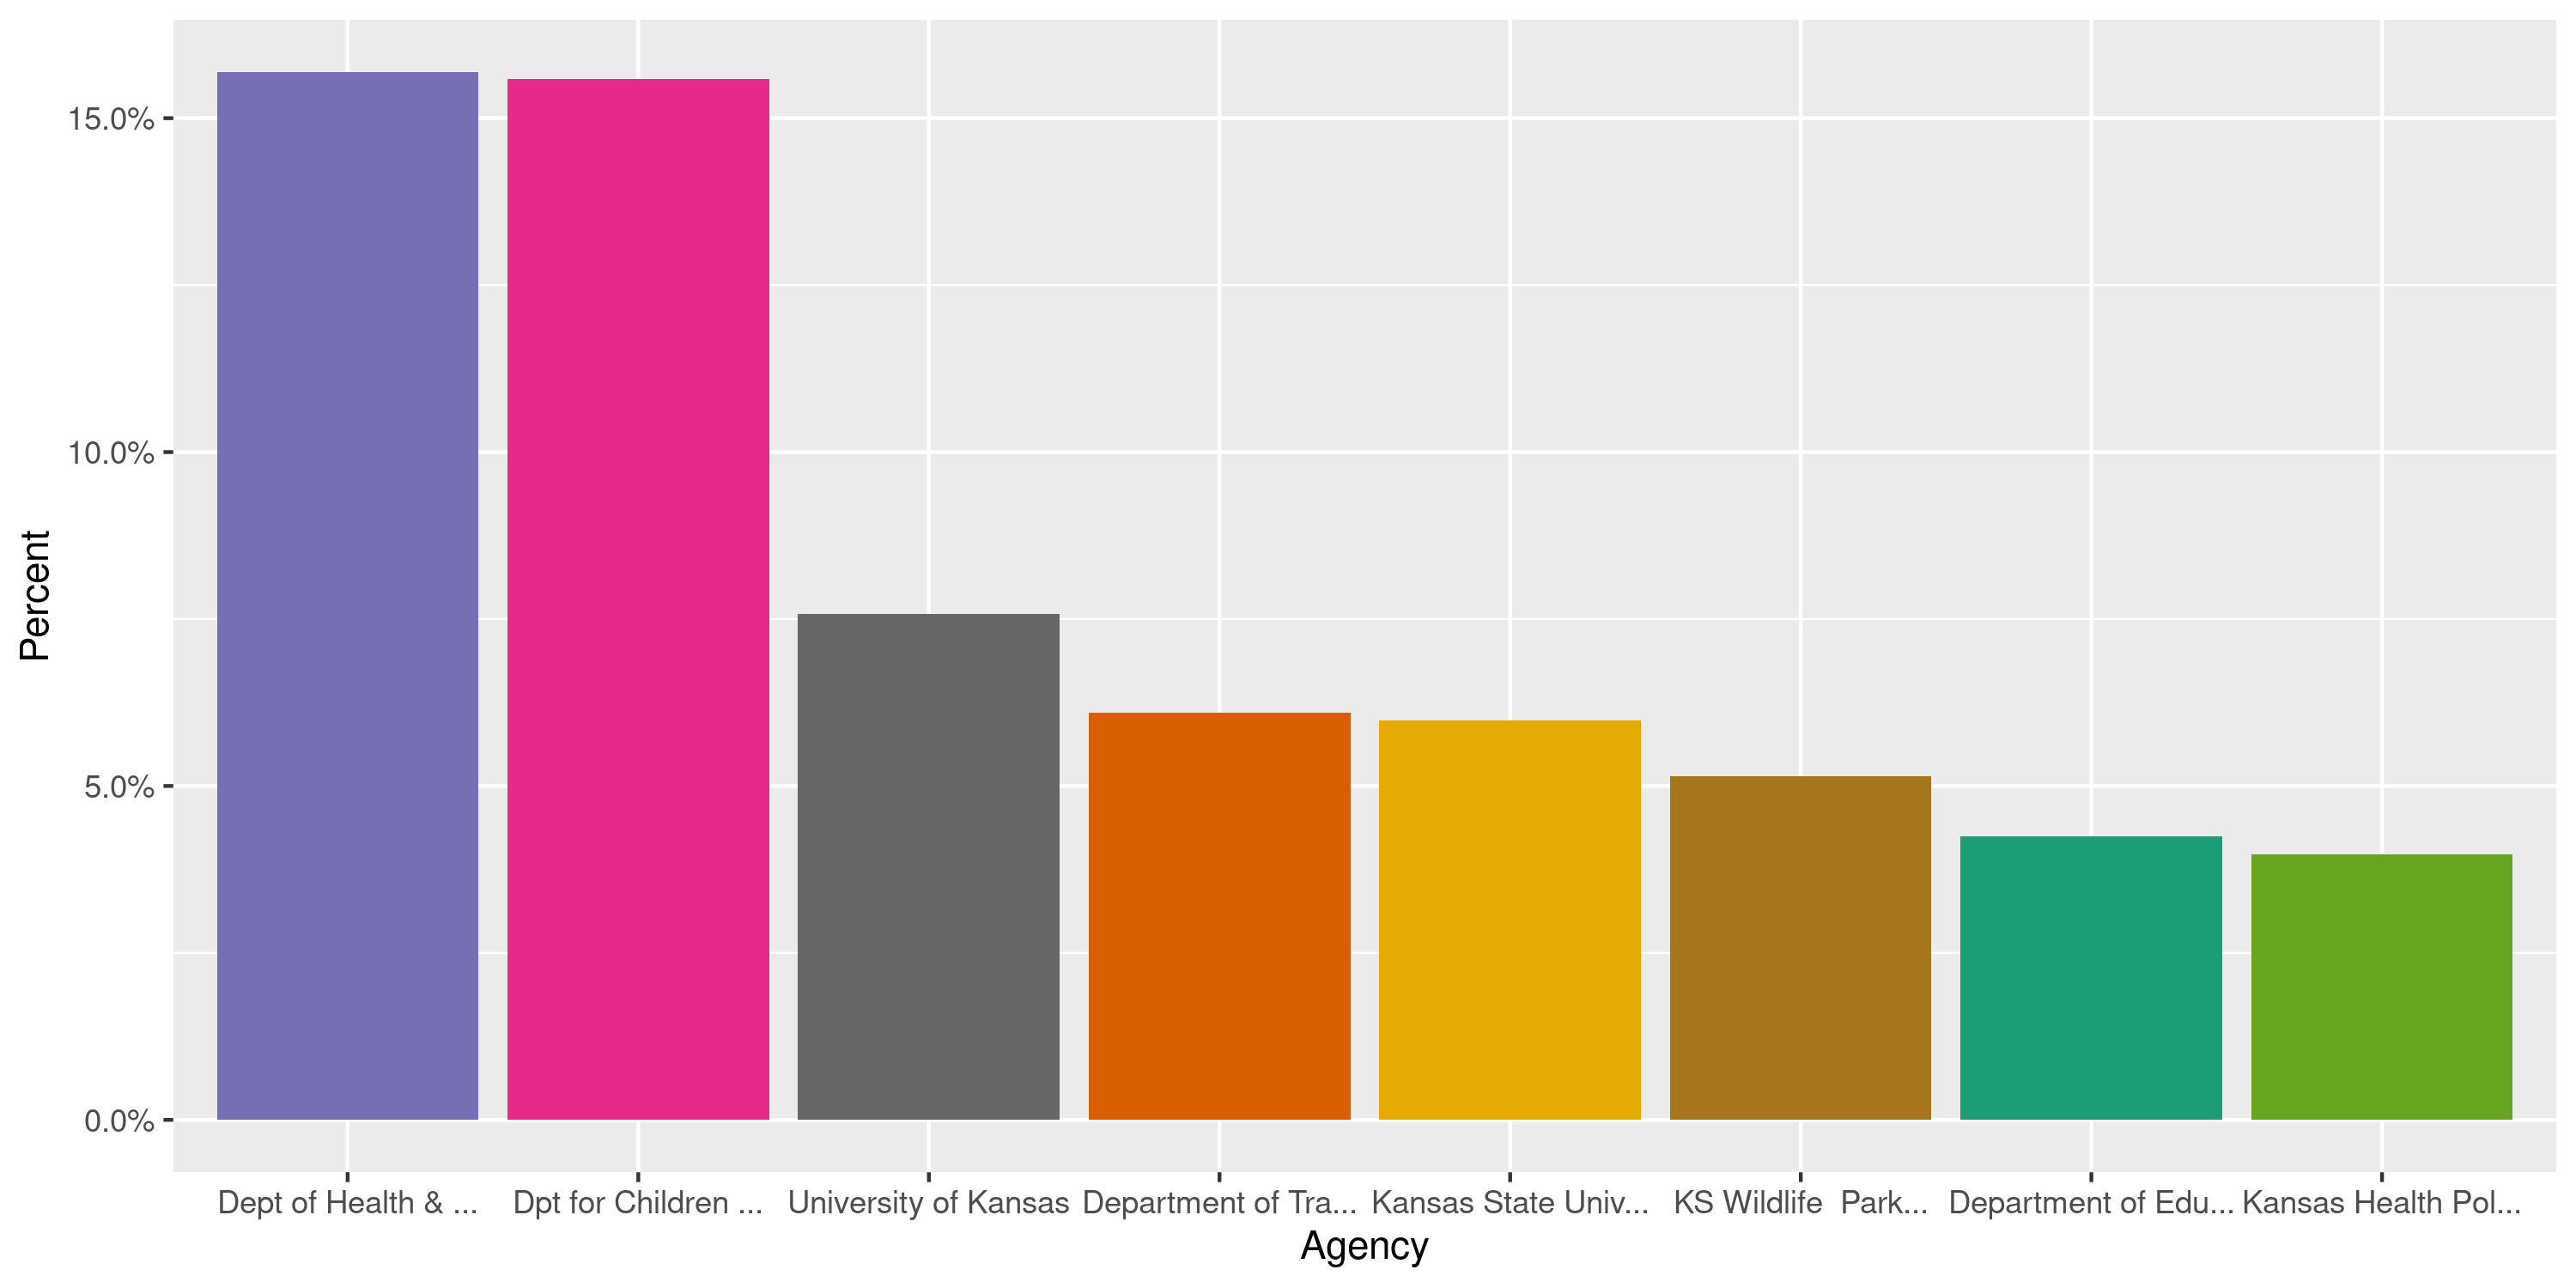 15.0%
10.0%
5.0%
0.0%
Percent
Dept of Health & ...
Dpt for Children ...
University of Kansas
Department of Tra...
Kansas State Univ...
KS Wildlife  Park...
Department of Edu...
Kansas Health Pol...
Agency